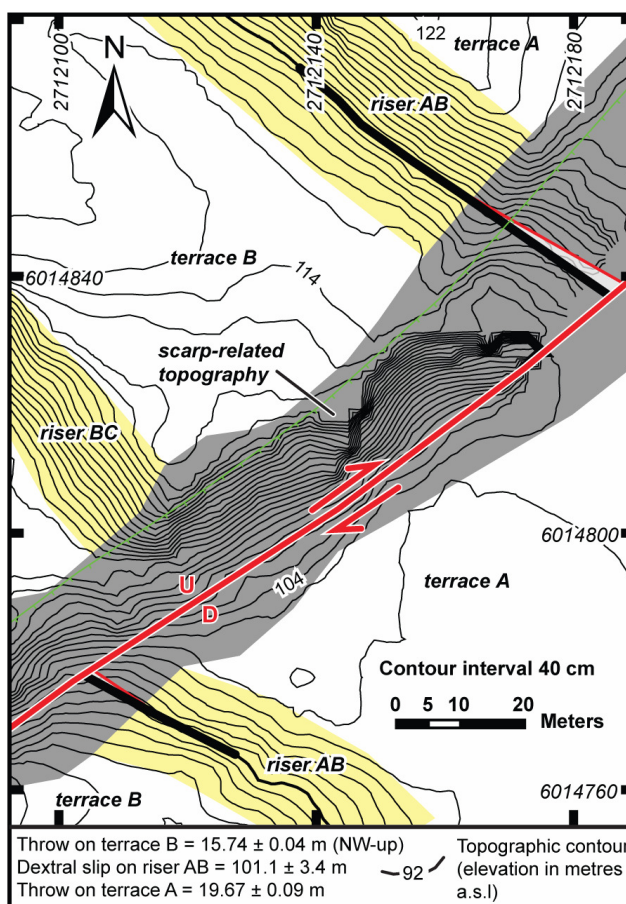 122
terrace A
2712100
2712140
2712180
N
riser AB
terrace B
6014840
114
scarp-related
topography
riser BC
6014800
terrace A
U
D
104
Contour interval 40 cm
0 5 10 20
Meters
riser AB
6014760
terrace B
Throw on terrace B = 15.74 ± 0.04 m (NW-up)
Dextral slip on riser AB = 101.1 ± 3.4 m
Throw on terrace A = 19.67 ± 0.09 m
92
Topographic contour
(elevation in metres
a.s.l)